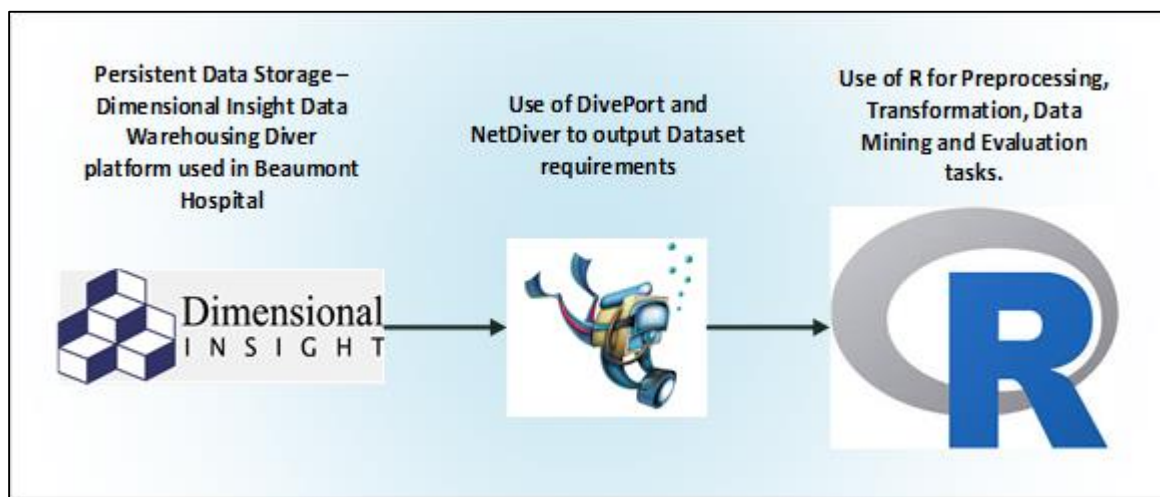 Persistent Data Storage –
Dimensional Insight Data
Warehousing Diver
platform used in Beaumont
Hospital
Dimensional
INSIGHT
Use of DivePort and
NetDiver to output Dataset
requirements
Use of R for Preprocessing,
Transformation, Data
Mining and Evaluation
tasks.
R